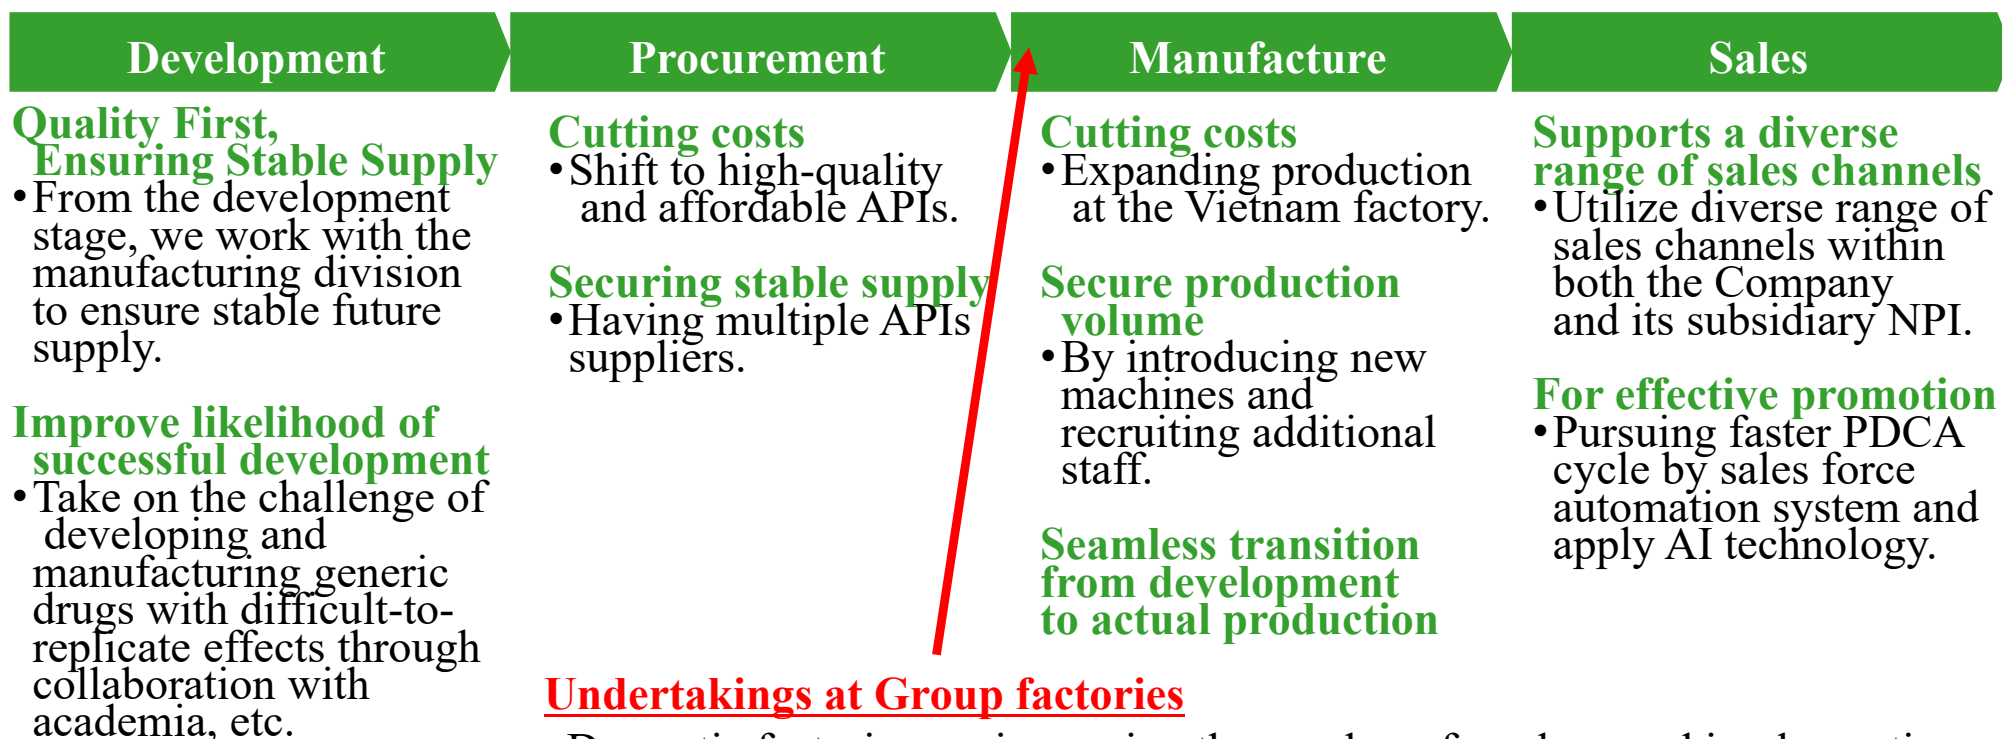 Development
Procurement
Manufacture
Sales
Quality First,
Ensuring Stable Supply
•From the development
stage, we work with the
manufacturing division
to ensure stable future
supply.
Improve likelihood of
successful development
•Take on the challenge of
developing and
manufacturing generic
drugs with difficult-to-
replicate effects through
collaboration with
academia, etc.
Cutting costs
•Shift to high-quality
and affordable APIs.
Securing stable supply
•Having multiple APIs
suppliers.
Cutting costs
•Expanding production
at the Vietnam factory.
Secure production
volume
•By introducing new
machines and
recruiting additional
staff.
Seamless transition
from development
to actual production
Supports a diverse
range of sales channels
•Utilize diverse range of
sales channels within
both the Company
and its subsidiary NPI.
For effective promotion
•Pursuing faster PDCA
cycle by sales force
automation system and
apply AI technology.
Undertakings at Group factories